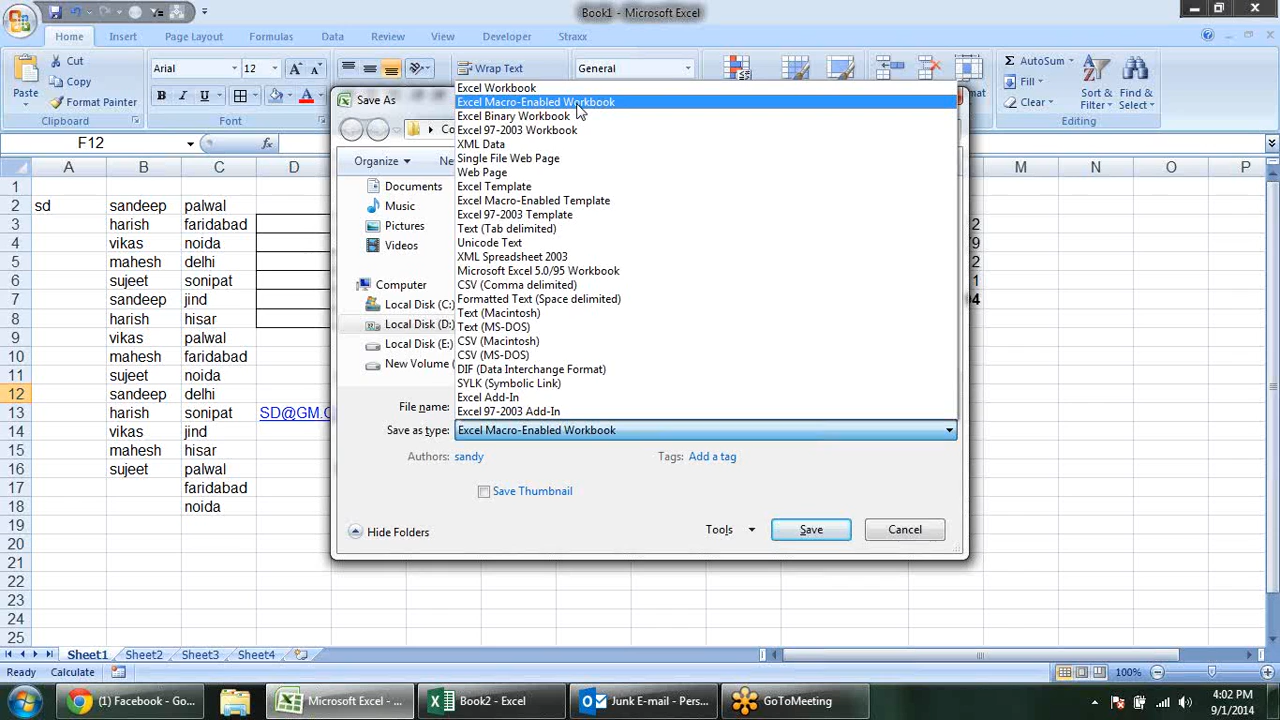 Book1 - Microsoft Excel
Home Insert Page Layout Formulas Data Review View Developer Straxx
Cut
Copy
Format Painter
Paste
Clipboard
Arial 12
B I U
Font
Wrap Text
General
AutoSum
Fill
Clear
Sort & Filter
Find & Select
Editing
F12
A B C D M N O P
1
2 sd sandeep palwal
3 harish faridabad 2
4 vikas noida 9
5 mahesh delhi 2
6 sujeet sonipat 1
7 sandeep jind 4
8 harish hisar
9 vikas palwal
10 mahesh faridabad
11 sujeet noida
12 sandeep delhi
13 harish sonipat SD@GM.C
14 vikas jind
15 mahesh hisar
16 sujeet palwal
17 faridabad
18 noida
19
20
21
22
23
24
25
Save As
Co
Organize Ne
Documents
Music
Pictures
Videos
Computer
Local Disk (C:)
Local Disk (D:)
Local Disk (E:)
New Volume (
Excel Workbook
Excel Macro-Enabled Workbook
Excel Binary Workbook
Excel 97-2003 Workbook
XML Data
Single File Web Page
Web Page
Excel Template
Excel Macro-Enabled Template
Excel 97-2003 Template
Text (Tab delimited)
Unicode Text
XML Spreadsheet 2003
Microsoft Excel 5.0/95 Workbook
CSV (Comma delimited)
Formatted Text (Space delimited)
Text (Macintosh)
Text (MS-DOS)
CSV (Macintosh)
CSV (MS-DOS)
DIF (Data Interchange Format)
SYLK (Symbolic Link)
Excel Add-In
Excel 97-2003 Add-In
File name:
Save as type: Excel Macro-Enabled Workbook
Authors: sandy Tags: Add a tag
Save Thumbnail
Hide Folders Tools Save Cancel
Sheet1 Sheet2 Sheet3 Sheet4
Ready Calculate 100%
(1) Facebook - Go... Microsoft Excel - ... Book2 - Excel Junk E-mail - Pers... GoToMeeting
4:02 PM
9/1/2014